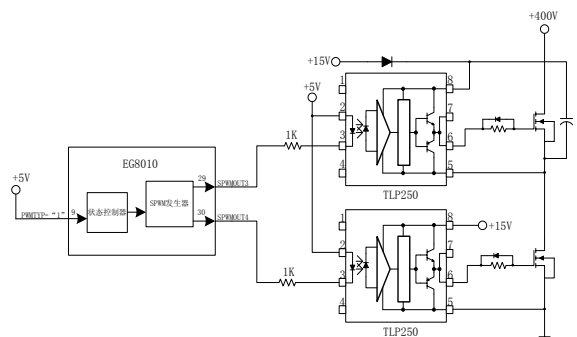 +400V
+15V
+5V
1
2
3
4
8
7
6
5
TLP250
1K
EG8010
+5V
PWMTYP="1"
9
状态控制器
SPWM发生器
29
SPWMOUT3
30
SPWMOUT4
1K
1
2
3
4
8
7
6
5
+15V
TLP250